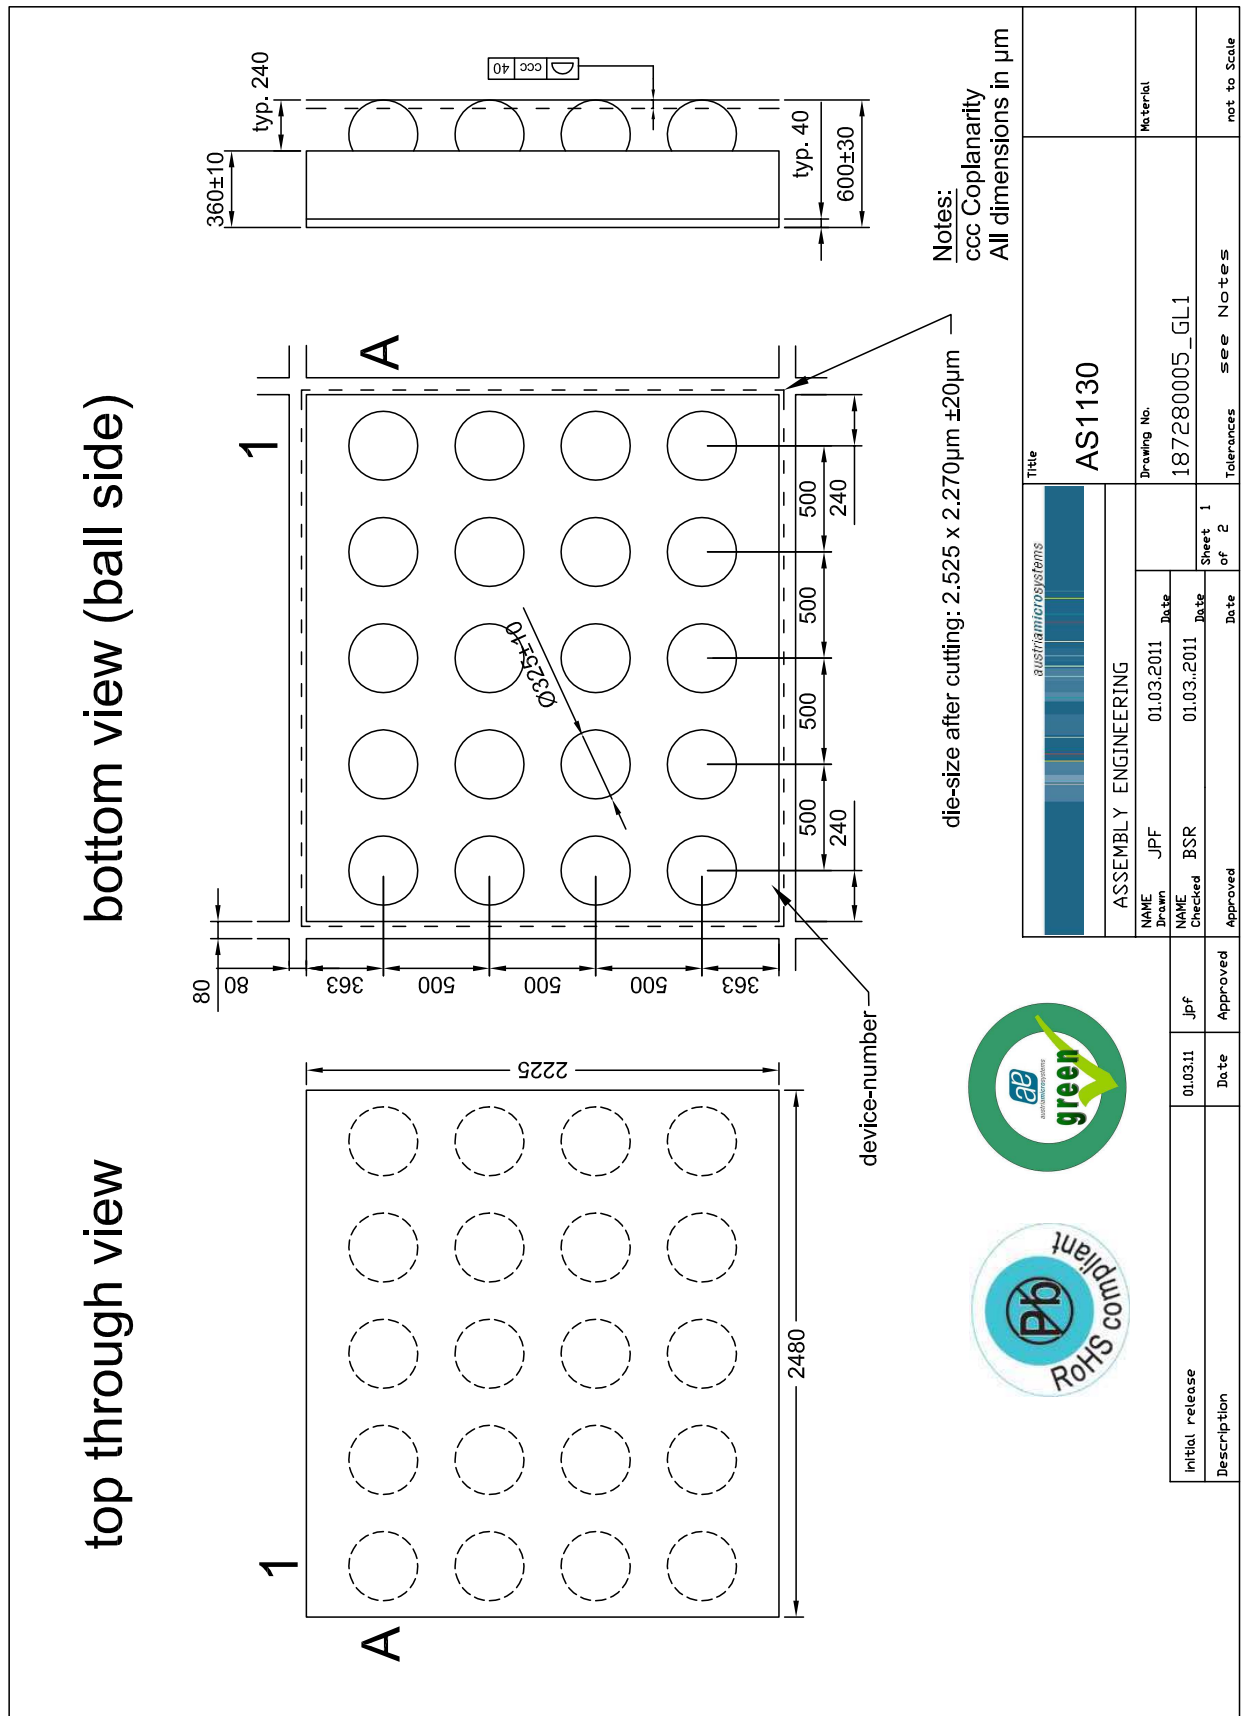 top through view
bottom view (ball side)
1
A
2225
2480
1
A
80
80
363
500
500
500
363
Ø325±10
500
500
500
500
240
240
device-number
die-size after cutting: 2.525 x 2.270µm ±20µm
360±10
typ. 240
40 ccc
typ. 40
600±30
Notes:
ccc Coplanarity
All dimensions in µm
RoHS compliant
Pb
ae
austriamicrosystems
green
austriamicrosystems
ASSEMBLY ENGINEERING
Title
AS1130
NAME
Drawn
JPF
01.03.2011
Date
NAME
Checked
BSR
01.03..2011
Date
Approved
Date
Drawing No.
187280005_GL1
Material
Sheet 1
of 2
Tolerances
see Notes
not to Scale
initial release
01.03.11
jpf
Description
Date
Approved